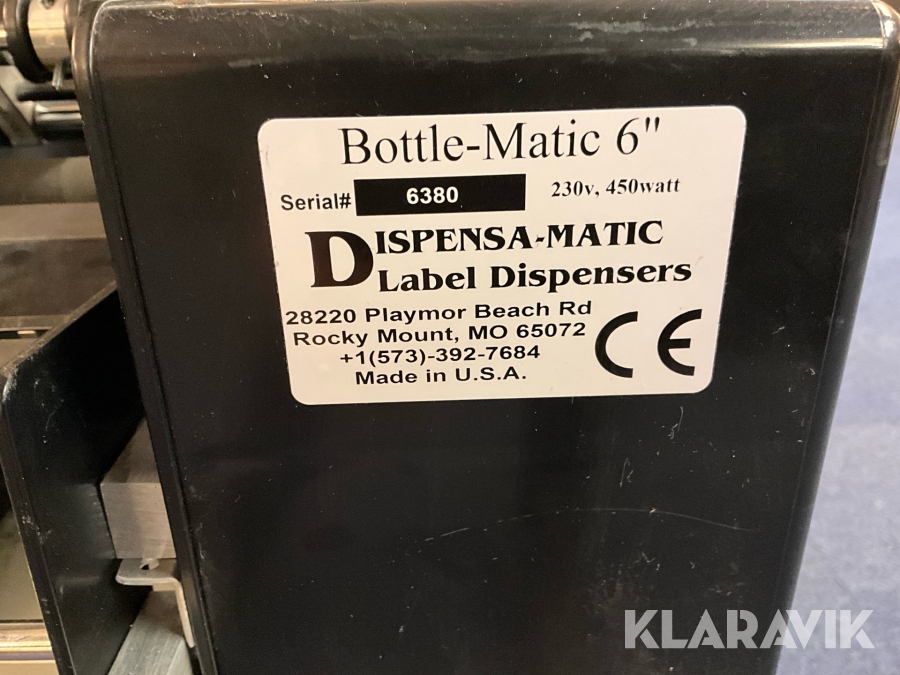 Bottle-Matic 6"
Serial# 6380 230v, 450watt
DISPENSA-MATIC
Label Dispensers
28220 Playmor Beach Rd
Rocky Mount, MO 65072
+1(573)-392-7684
Made in U.S.A.
CE
KLARAVIK